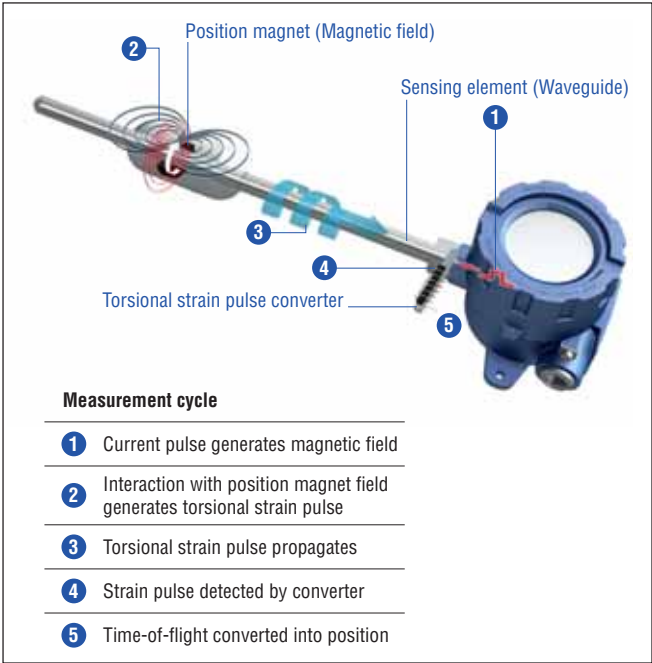 Position magnet (Magnetic field)
2
Sensing element (Waveguide)
1
3
4
Torsional strain pulse converter
5
Measurement cycle
1 Current pulse generates magnetic field
2 Interaction with position magnet field
generates torsional strain pulse
3 Torsional strain pulse propagates
4 Strain pulse detected by converter
5 Time-of-flight converted into position